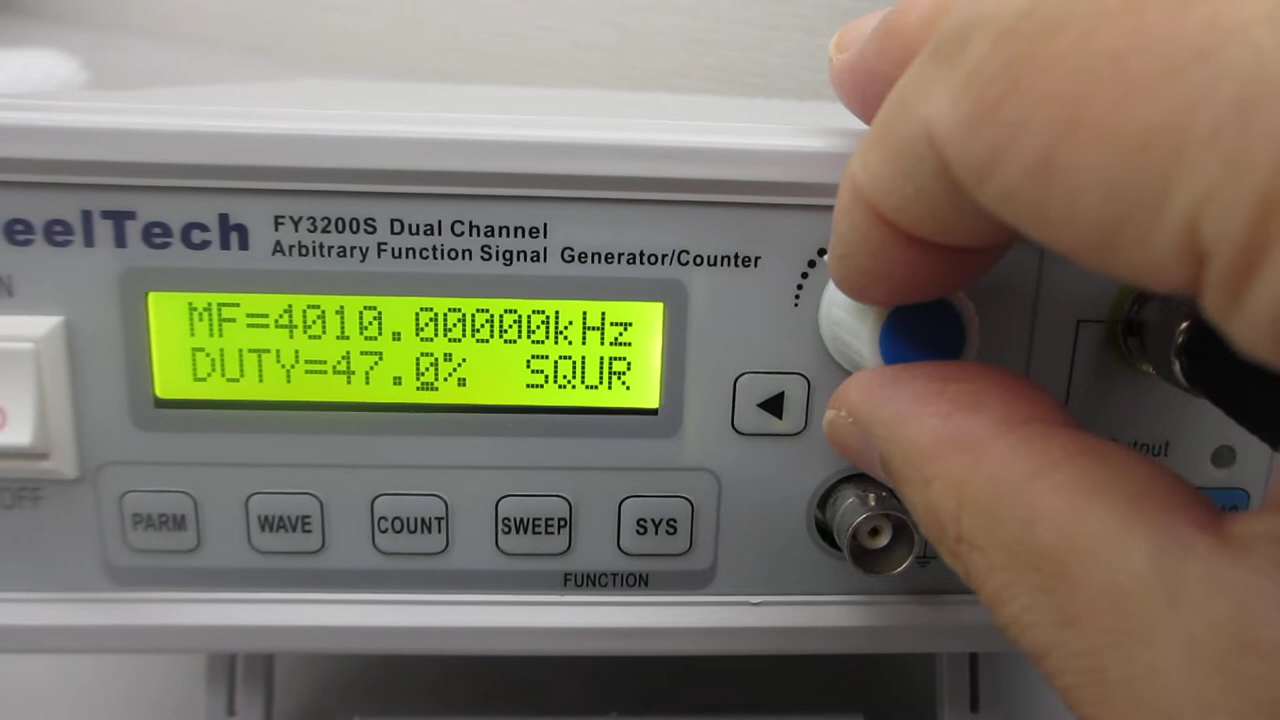 eelTech
FY3200S Dual Channel
Arbitrary Function Signal Generator/Counter
MF=4010.00000kHz
DUTY=47.0% SQUR
PARM
WAVE
COUNT
SWEEP
SYS
FUNCTION